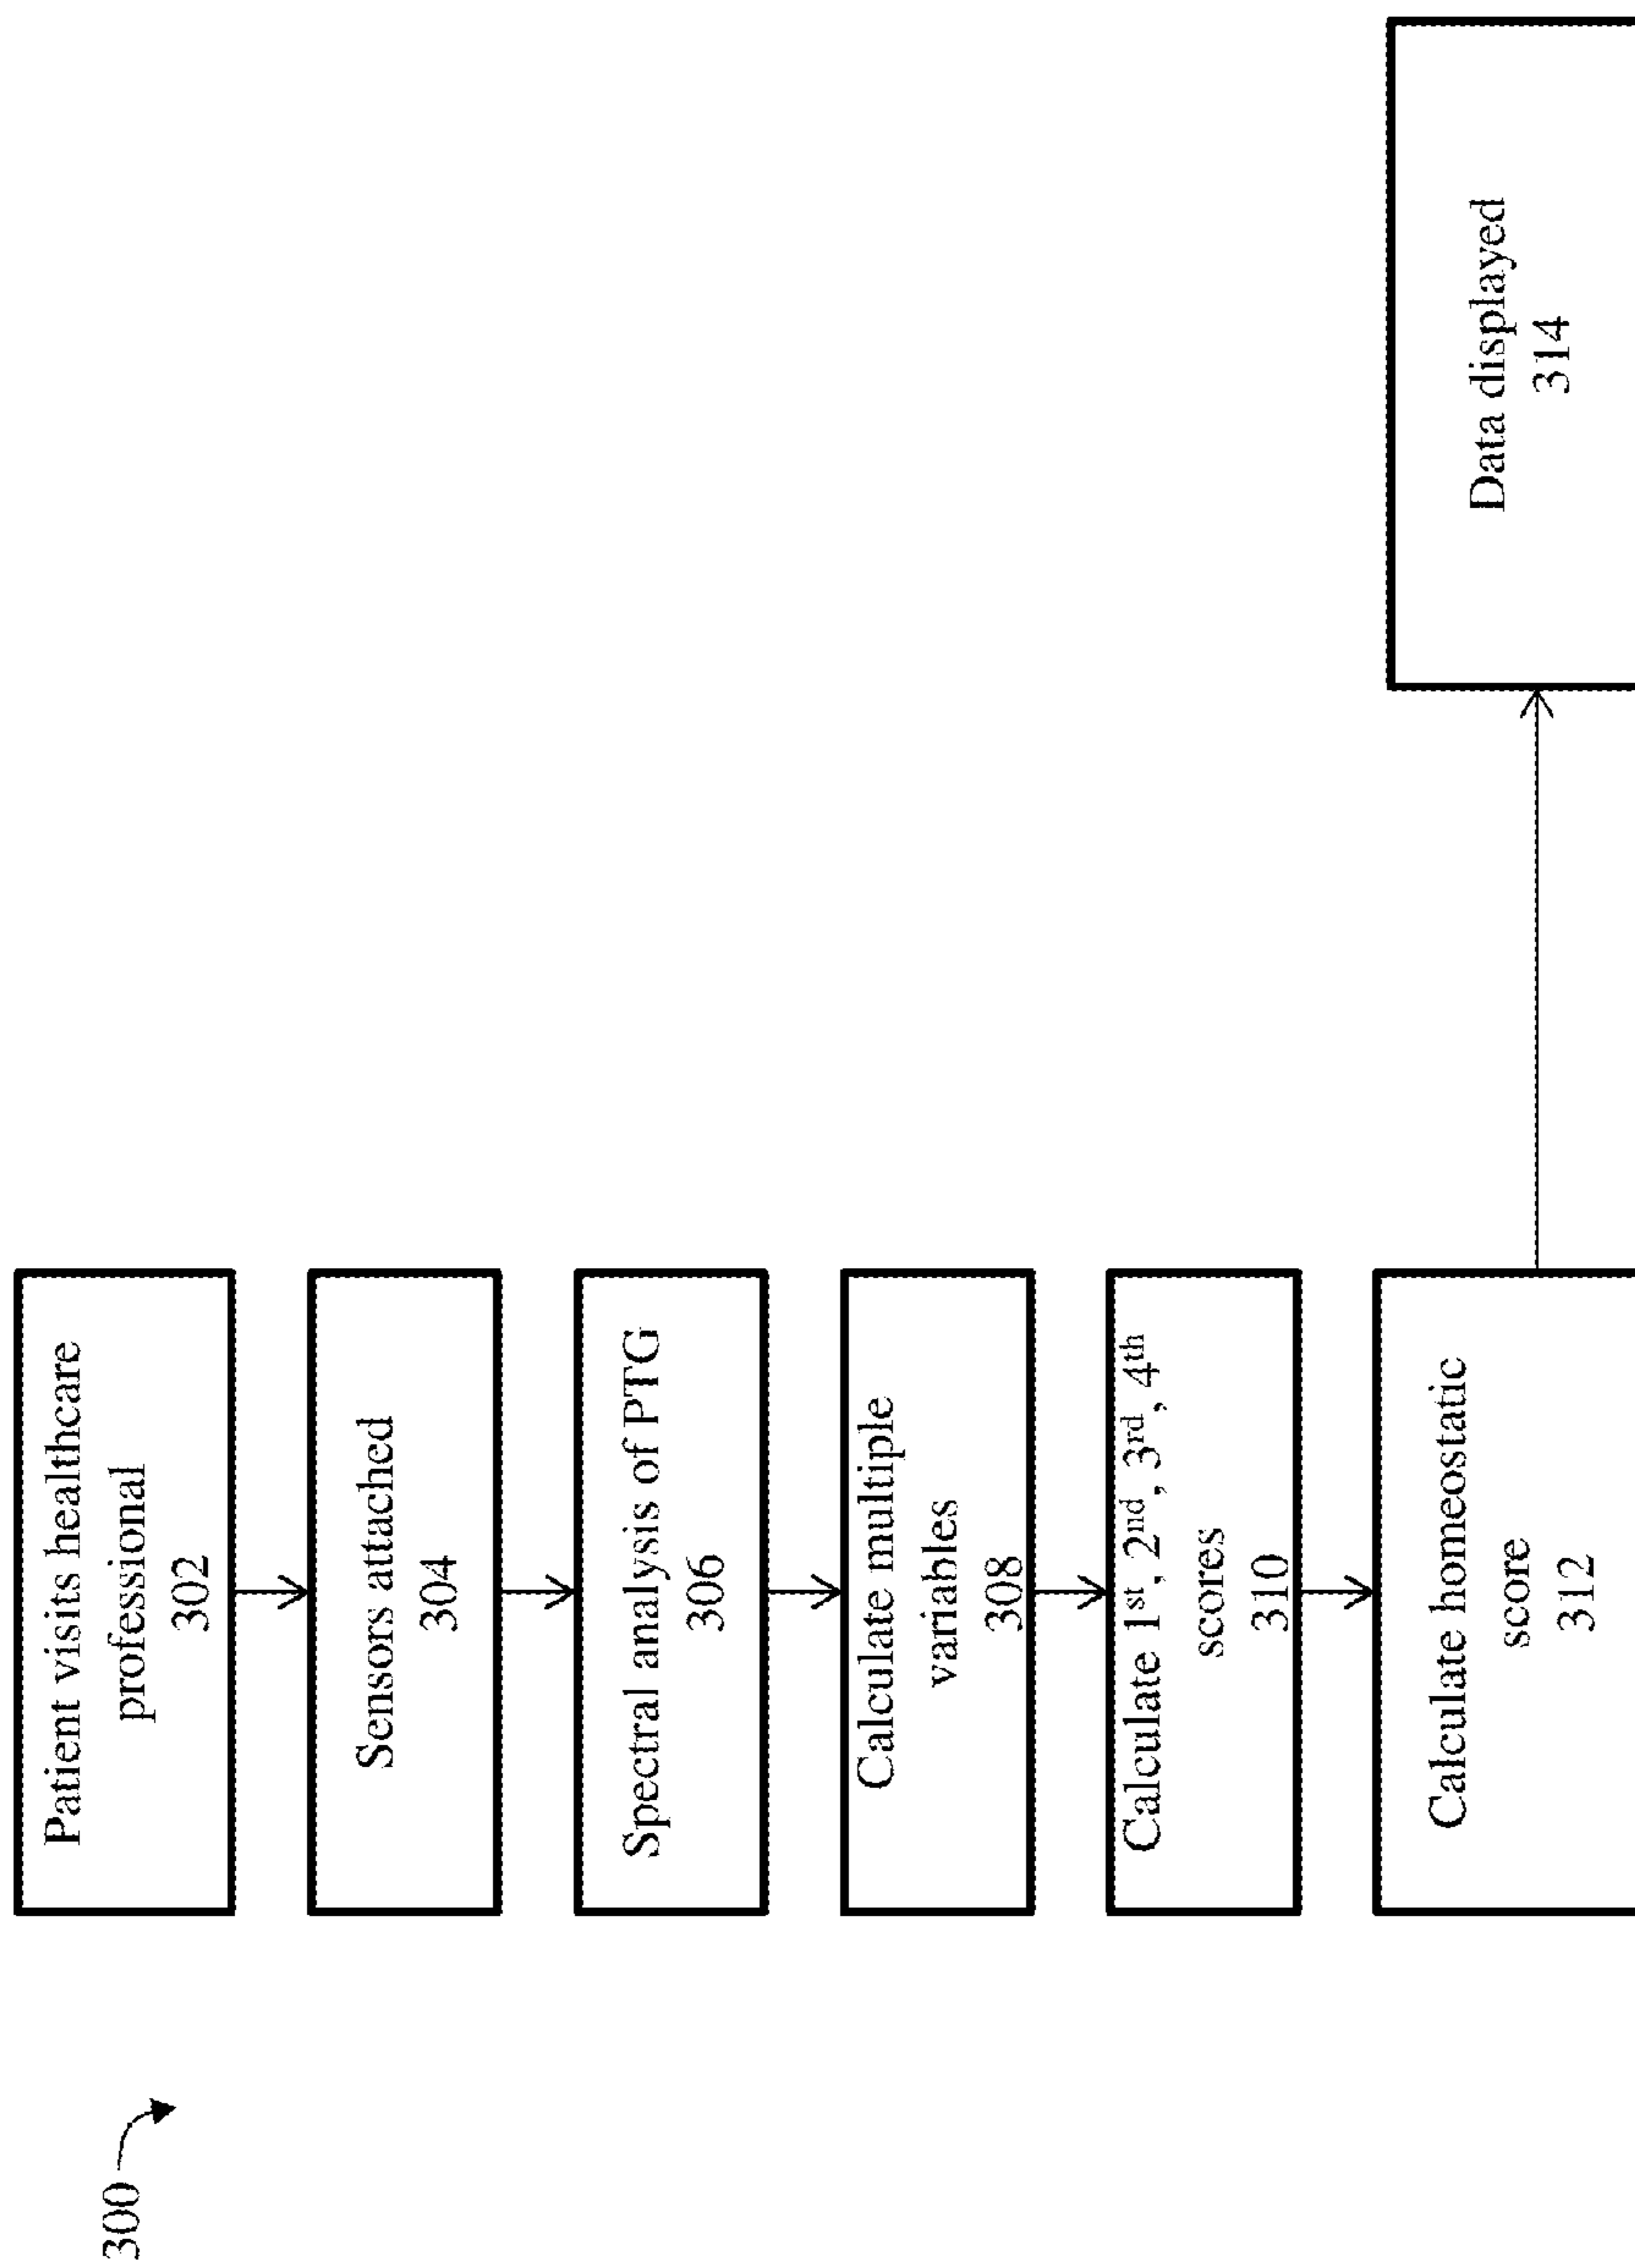 300
Patient visits healthcare
professional
302
Sensors attached
304
Spectral analysis of PTG
306
Calculate multiple
variables
308
Calculate 1st, 2nd, 3rd, 4th
scores
310
Calculate homeostatic
score
312
Data displayed
314